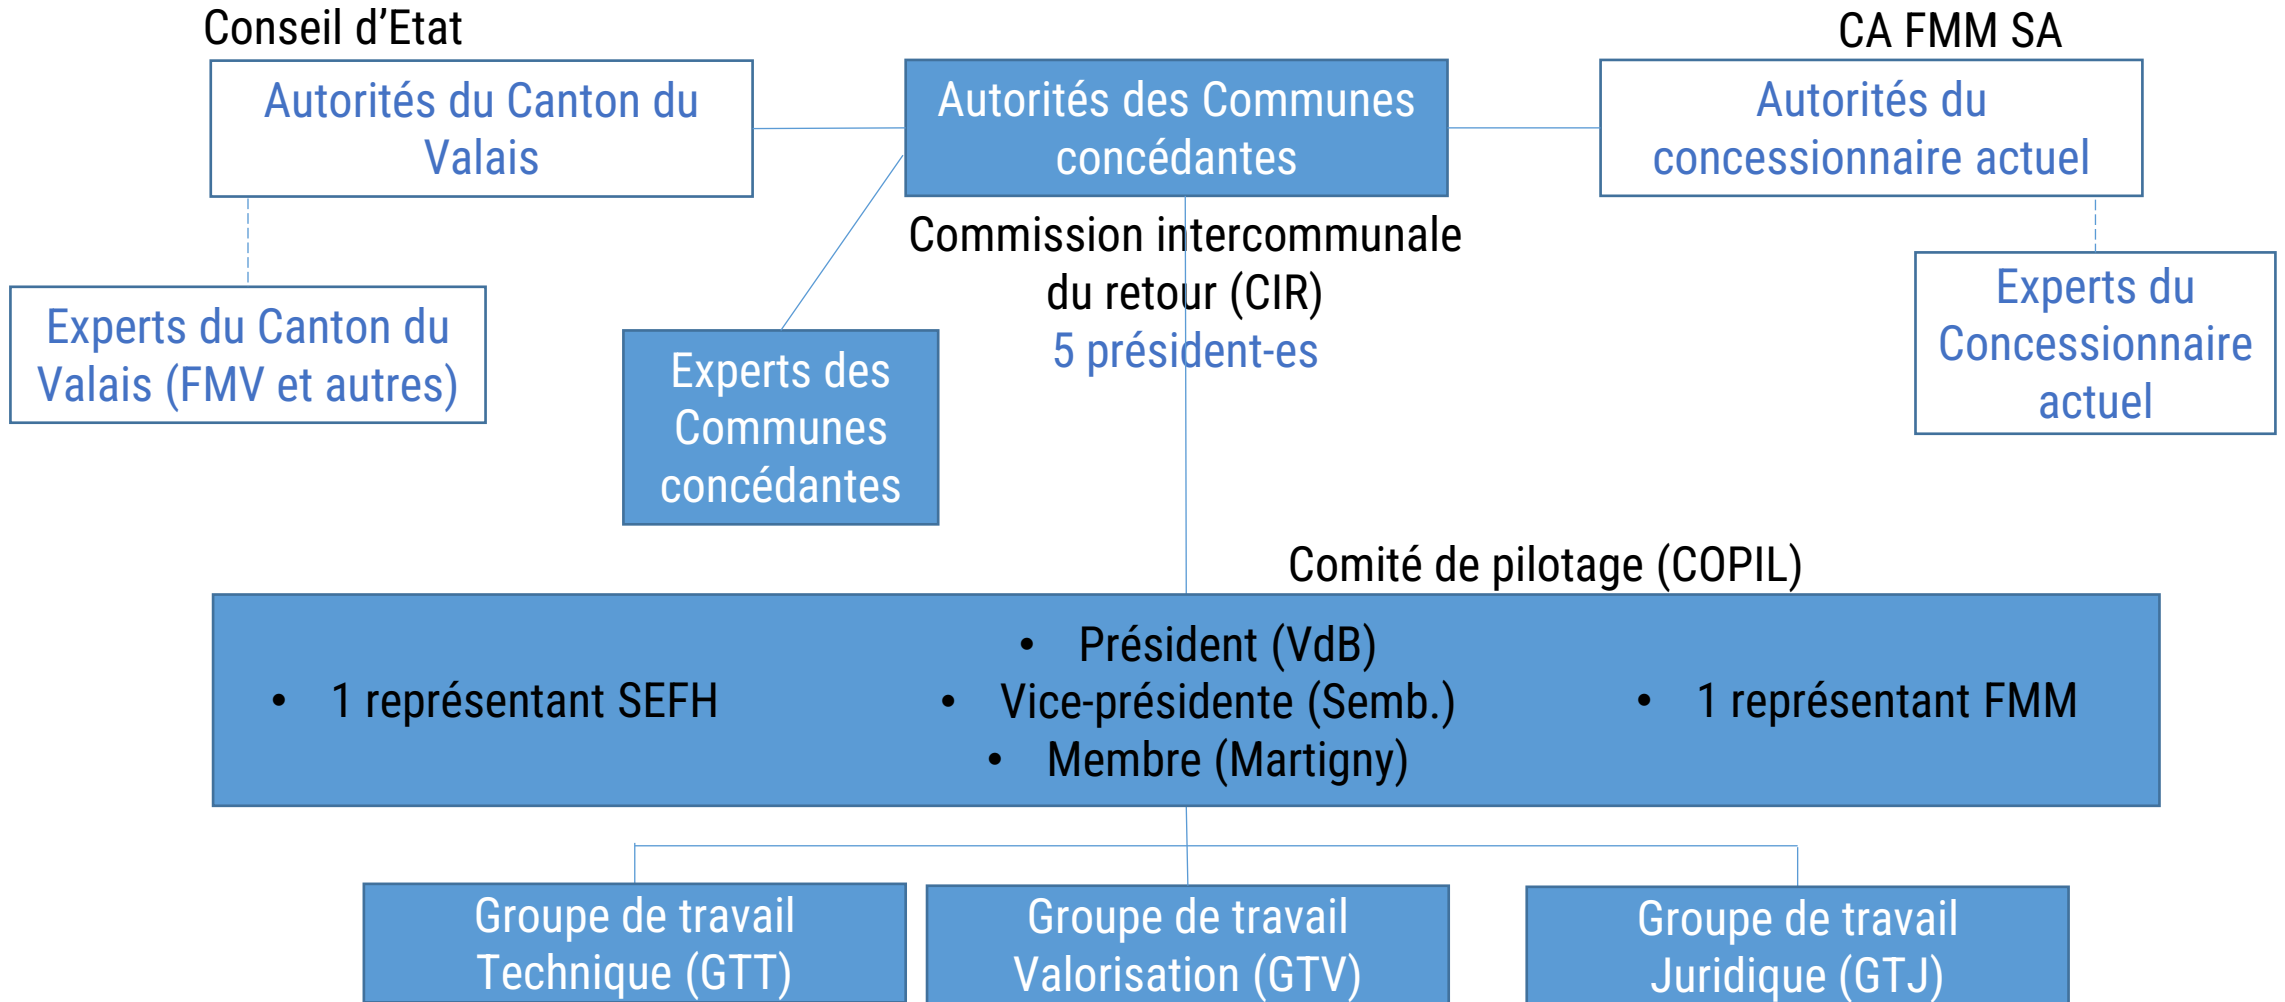 Conseil d’Etat
CA FMM SA
Autorités du Canton du
Valais
Autorités des Communes
concédantes
Autorités du
concessionnaire actuel
Commission intercommunale
du retour (CIR)
5 président-es
Experts du Canton du
Valais (FMV et autres)
Experts des
Communes
concédantes
Experts du
Concessionnaire
actuel
Comité de pilotage (COPIL)
• 1 représentant SEFH
• Président (VdB)
• Vice-présidente (Semb.)
• Membre (Martigny)
• 1 représentant FMM
Groupe de travail
Technique (GTT)
Groupe de travail
Valorisation (GTV)
Groupe de travail
Juridique (GTJ)